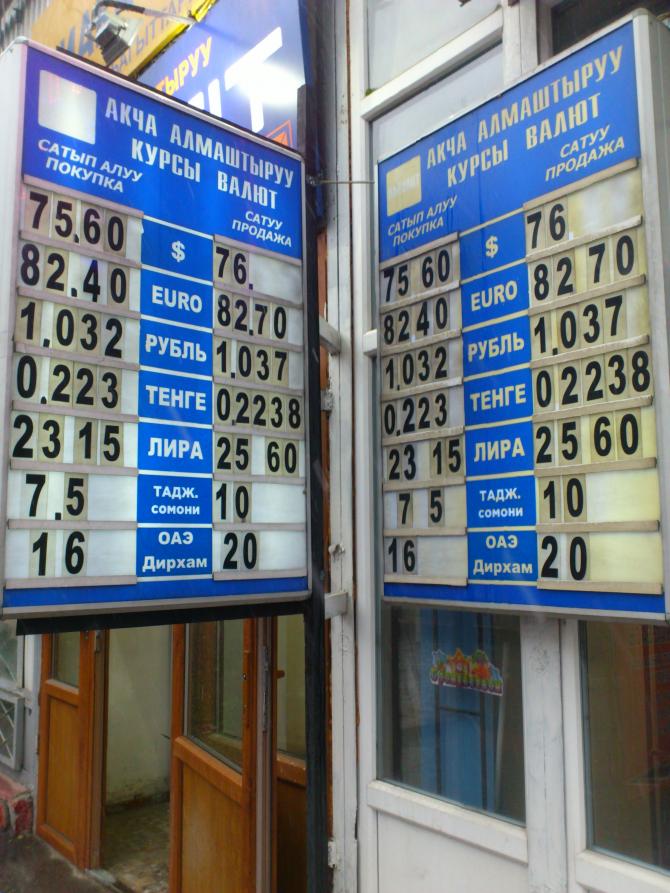 АКЧА АЛМАШТЫРУУ
КУРСЫ ВАЛЮТ
САТЫП АЛУУ САТУУ
ПОКУПКА ПРОДАЖА
75.60 $ 76.
82.40 EURO 82.70
1.032 РУБЛЬ 1.037
0.223 ТЕНГЕ 0.2238
23 15 ЛИРА 25 60
7.5 ТАДЖ. сомони 10
16 ОАЭ Дирхам 20
АКЧА АЛМАШТЫРУУ
КУРСЫ ВАЛЮТ
САТЫП АЛУУ САТУУ
ПОКУПКА ПРОДАЖА
75 60 $ 76
82 40 EURO 82 70
1.032 РУБЛЬ 1.037
0.223 ТЕНГЕ 0.2238
23 15 ЛИРА 25 60
7 5 ТАДЖ. сомони 10
16 ОАЭ Дирхам 20